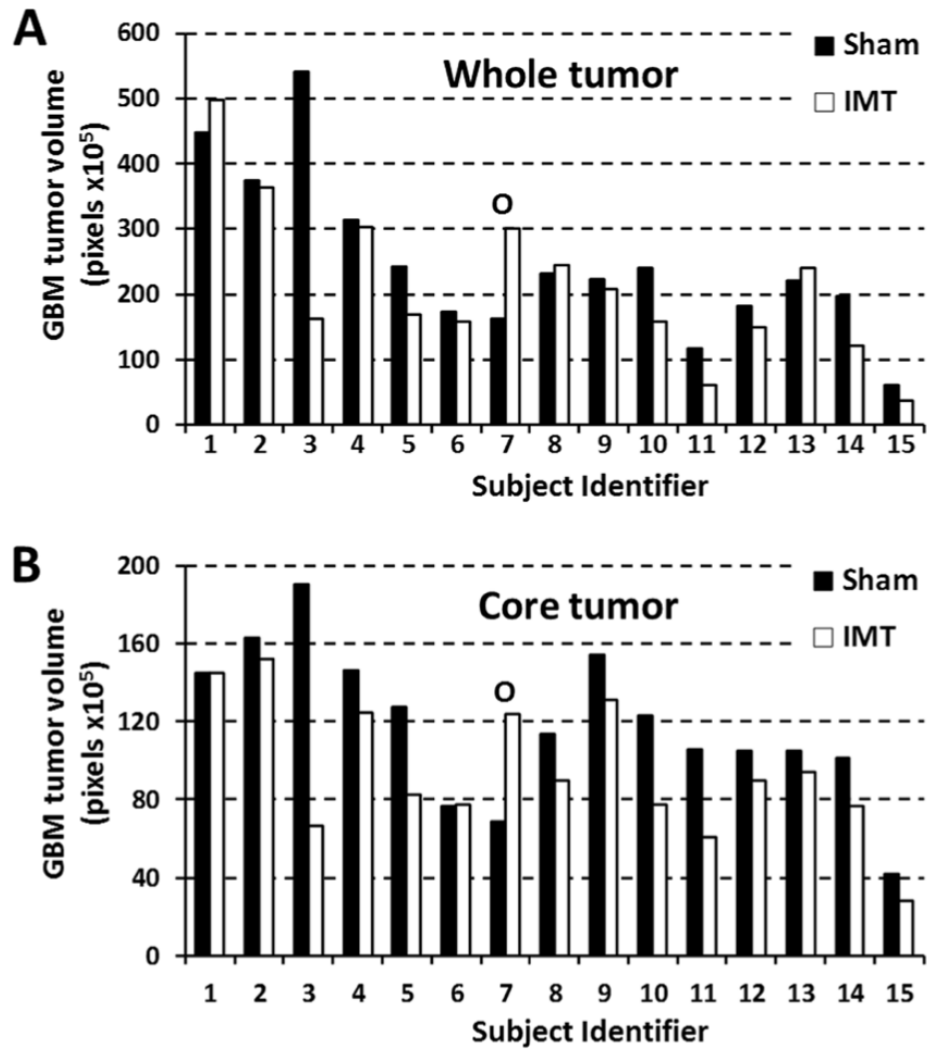 A
600
Sham
Whole tumor
500
IMT
400
GBM tumor volume
(pixels x10⁵)
O
300
200
100
0
1 2 3 4 5 6 7 8 9 10 11 12 13 14 15
Subject Identifier
B
200
Sham
Core tumor
160
IMT
GBM tumor volume
(pixels x10⁵)
O
120
80
40
0
1 2 3 4 5 6 7 8 9 10 11 12 13 14 15
Subject Identifier